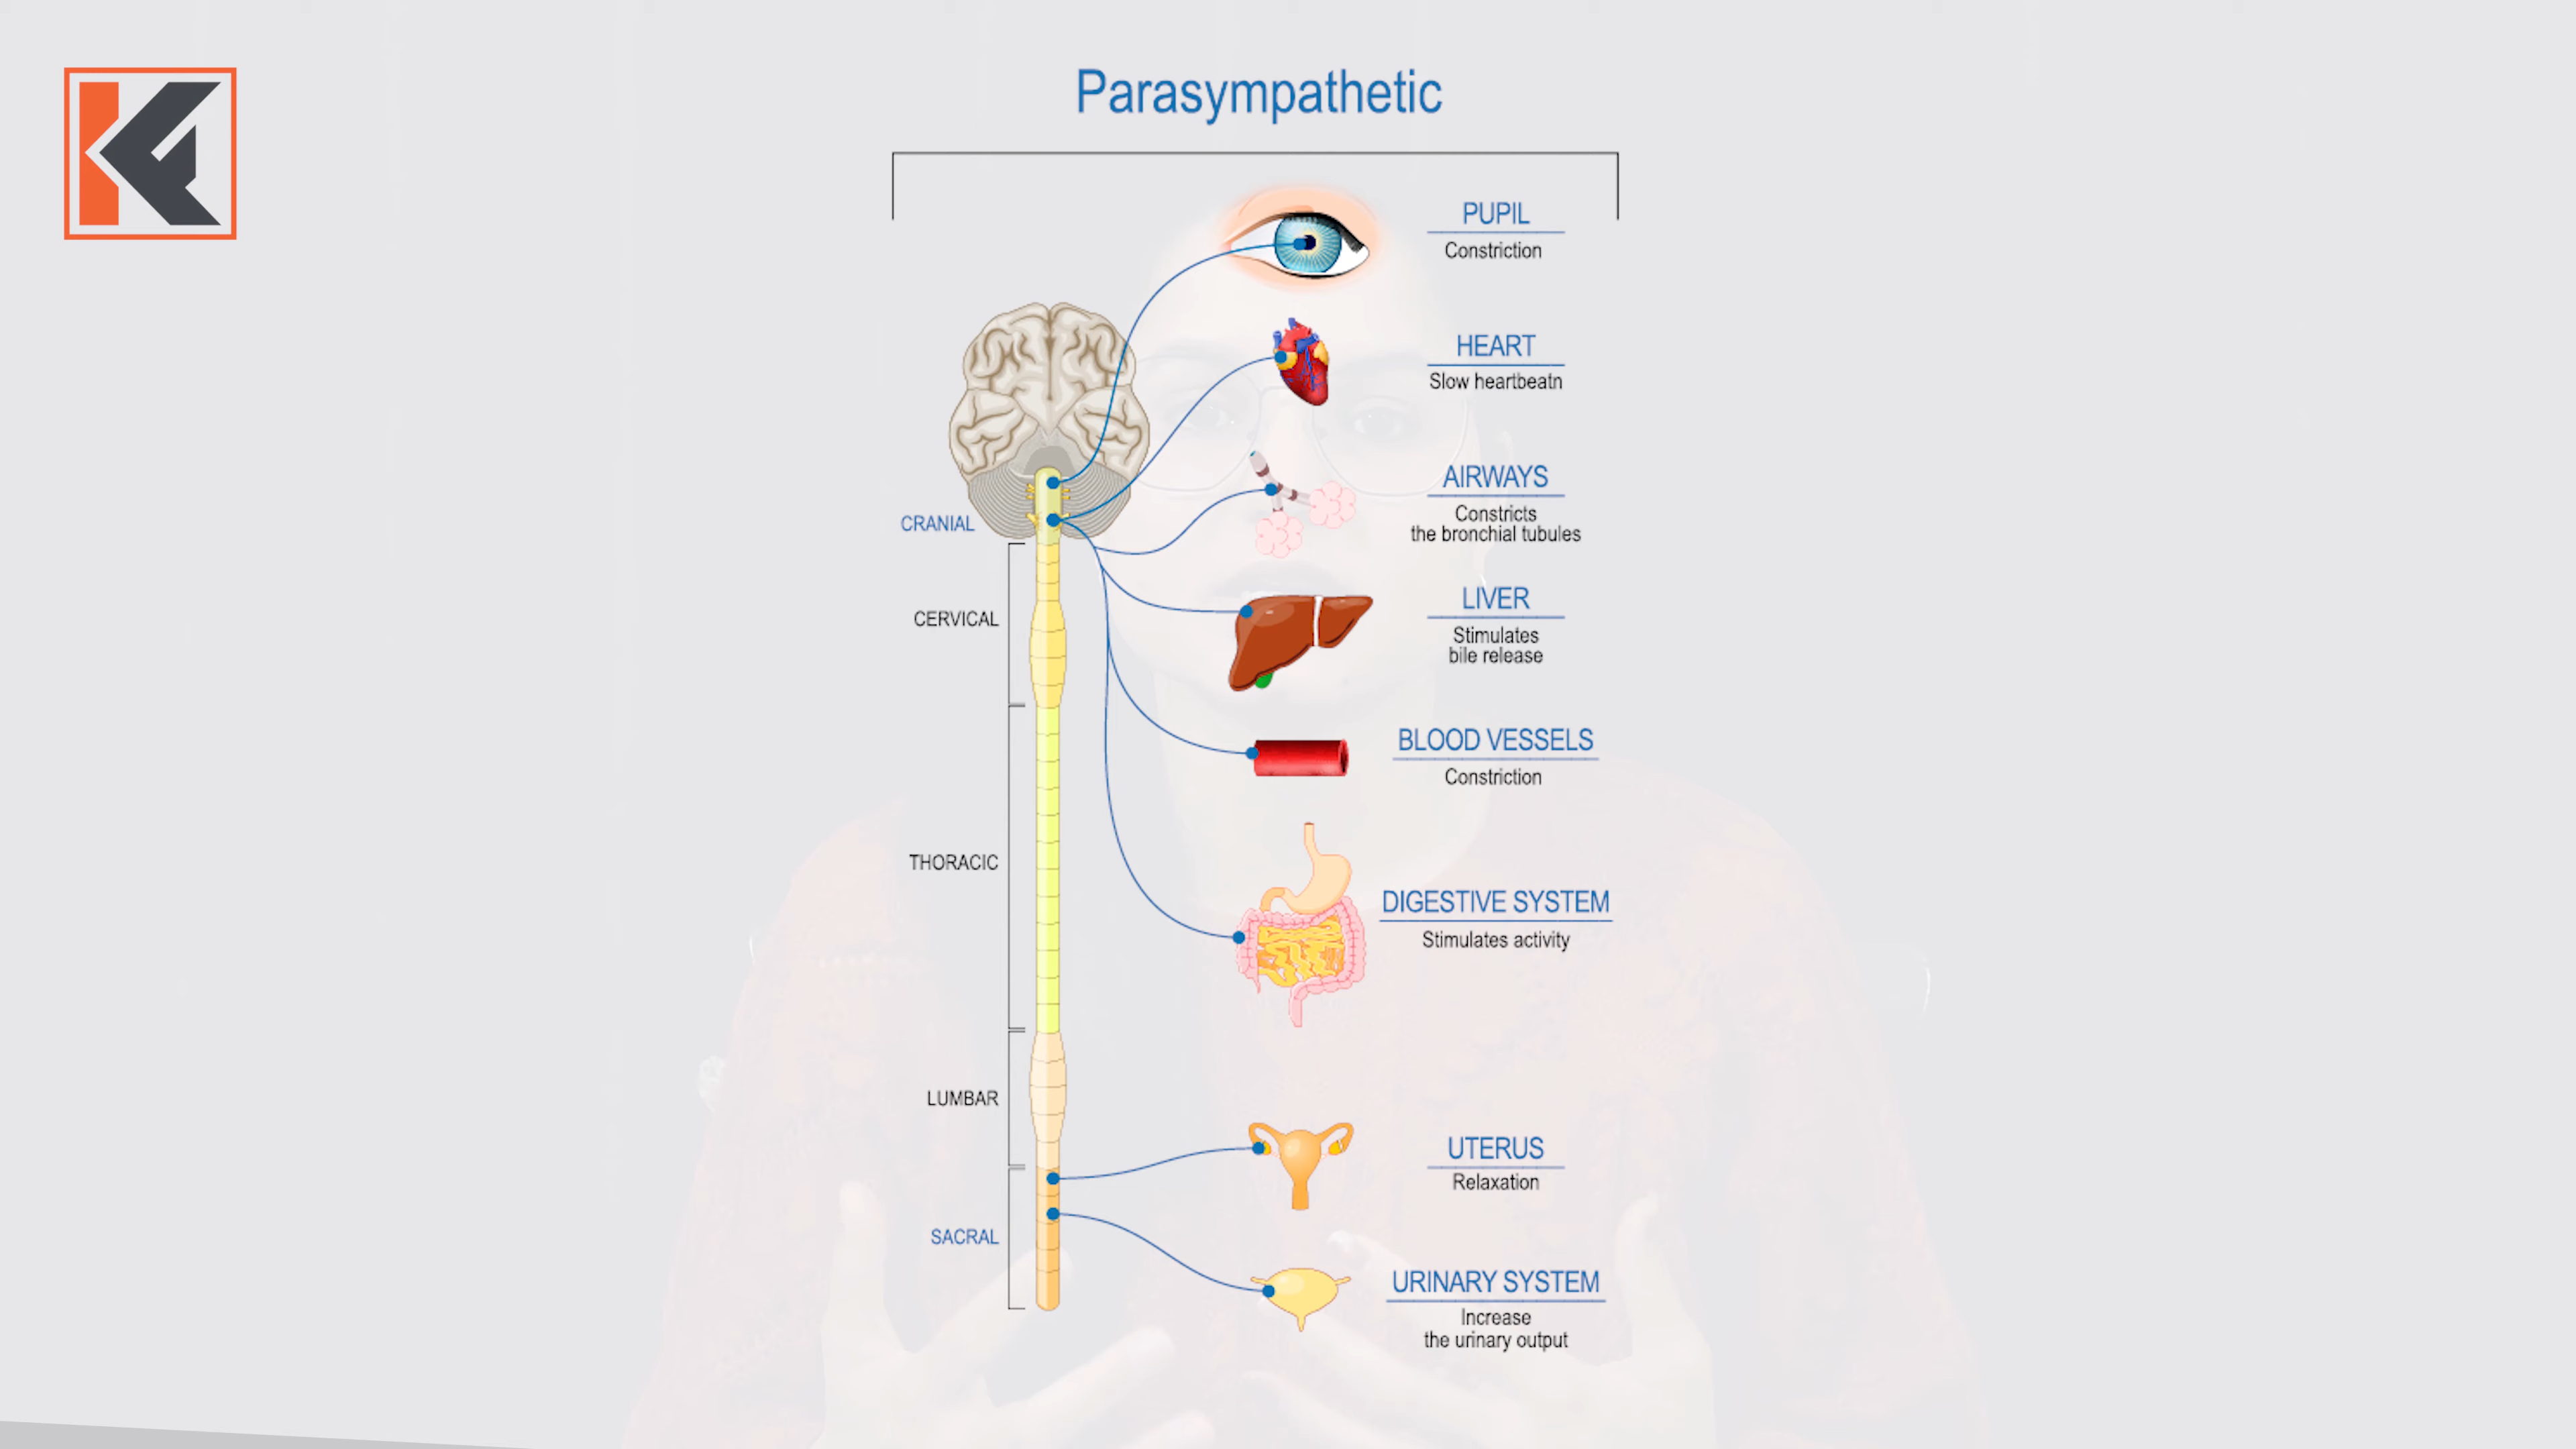 Parasympathetic
PUPIL
Constriction
HEART
Slow heartbeatn
AIRWAYS
Constricts
the bronchial tubules
LIVER
Stimulates
bile release
BLOOD VESSELS
Constriction
DIGESTIVE SYSTEM
Stimulates activity
UTERUS
Relaxation
URINARY SYSTEM
Increase
the urinary output
CRANIAL
CERVICAL
THORACIC
LUMBAR
SACRAL